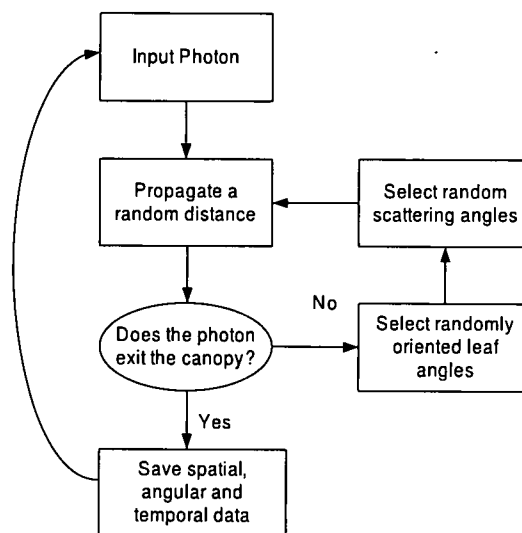 Input Photon
Propagate a
random distance
Select random
scattering angles
Does the photon
exit the canopy?
No
Select randomly
oriented leaf
angles
Yes
Save spatial,
angular and
temporal data